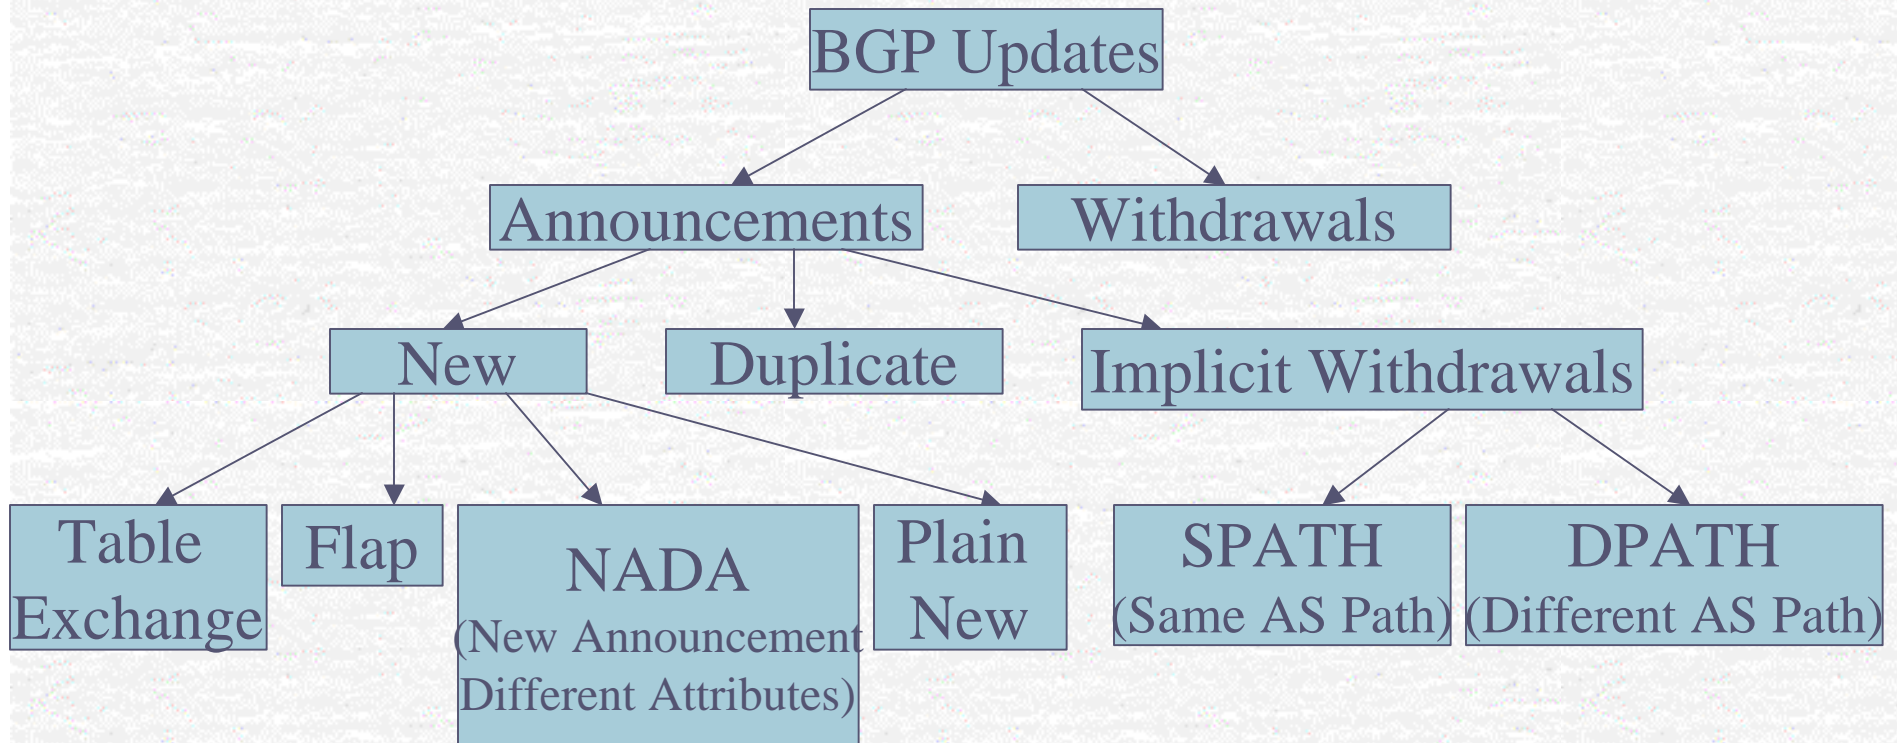 BGP Updates
Announcements
Withdrawals
New
Duplicate
Implicit Withdrawals
Table
Exchange
Flap
NADA
(New Announcement
Different Attributes)
Plain
New
SPATH
(Same AS Path)
DPATH
(Different AS Path)